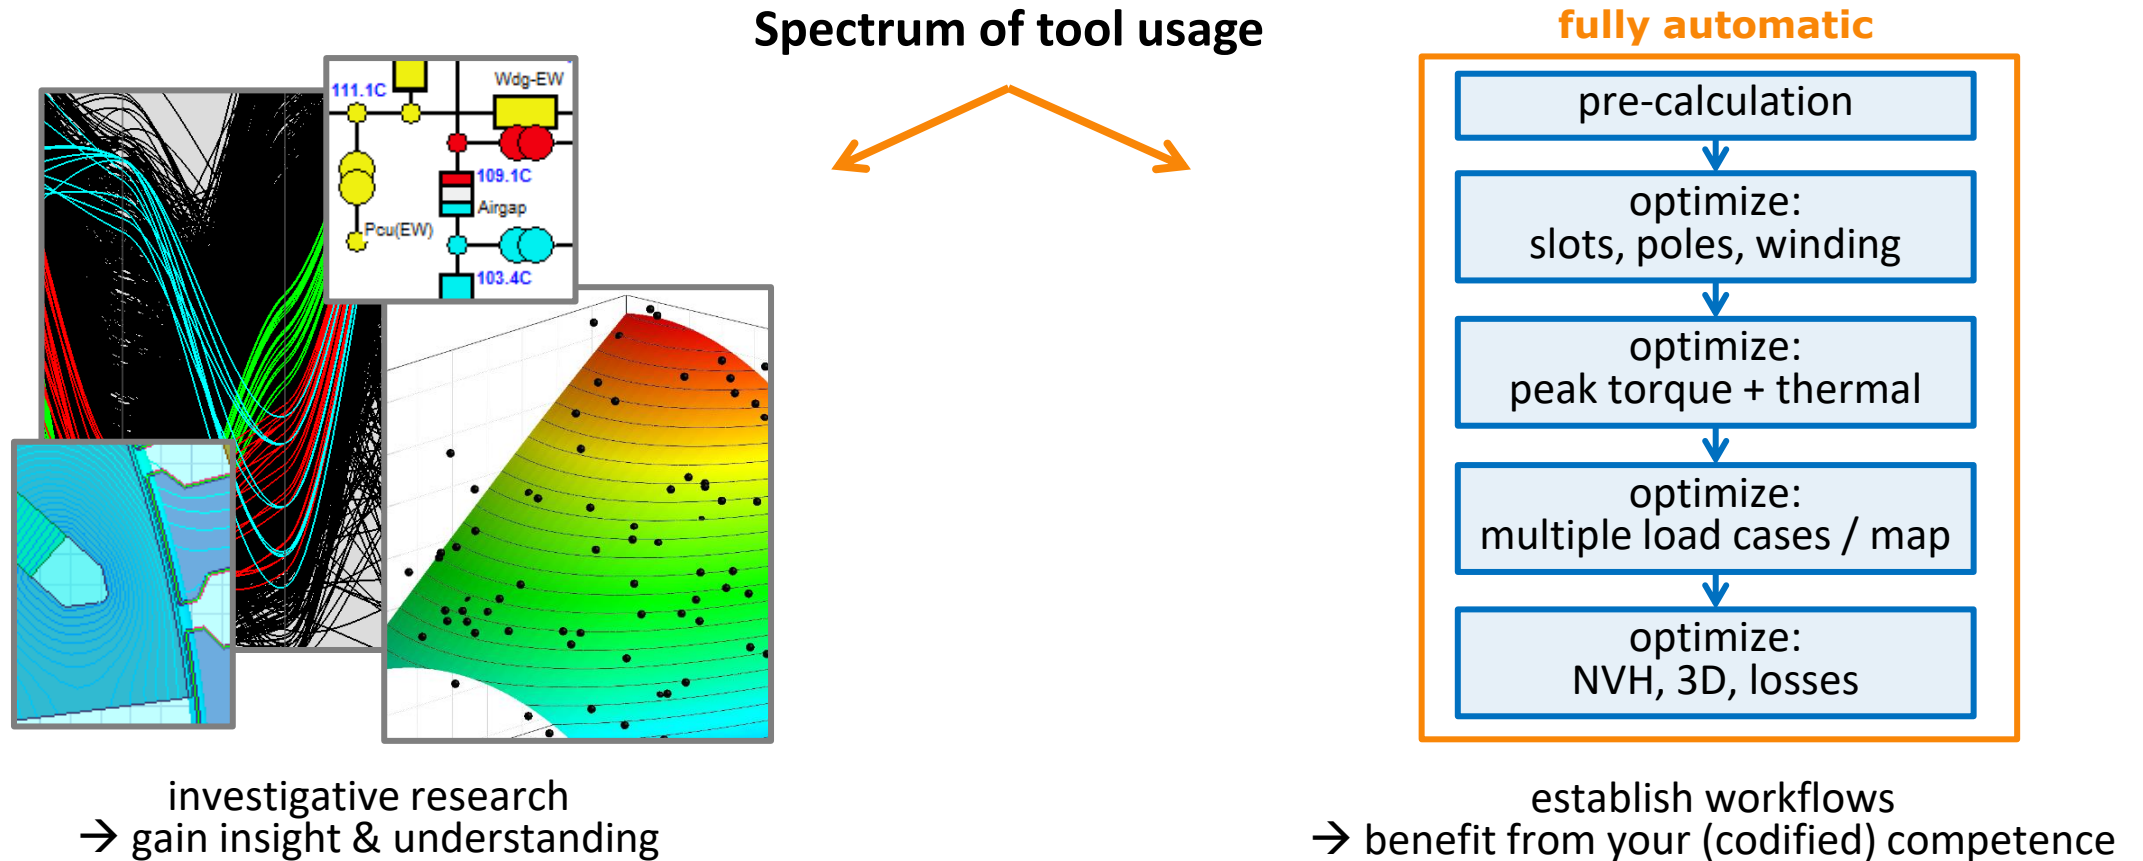 Spectrum of tool usage
fully automatic
111.1C
Wdg-EW
109.1C
Airgap
Pcu(EW)
103.4C
pre-calculation
optimize:
slots, poles, winding
optimize:
peak torque + thermal
optimize:
multiple load cases / map
optimize:
NVH, 3D, losses
investigative research
→ gain insight & understanding
establish workflows
→ benefit from your (codified) competence